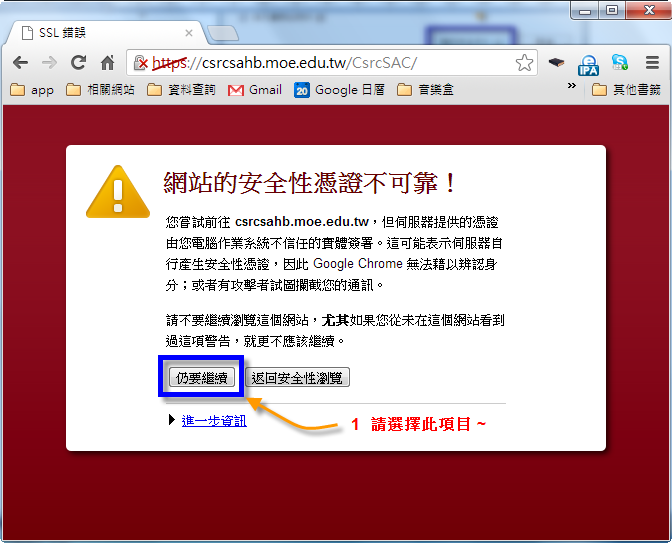 SSL 錯誤
https://csrcsahb.moe.edu.tw/CsrcSAC/
IPA
app 相關網站 資料查詢 Gmail 20 Google 日曆 音樂盒 » 其他書籤
網站的安全性憑證不可靠！
您嘗試前往 csrcsahb.moe.edu.tw，但伺服器提供的憑證
由您電腦作業系統不信任的實體簽署。這可能表示伺服器自
行產生安全性憑證，因此 Google Chrome 無法藉以辨認身
分；或者有攻擊者試圖攔截您的通訊。
請不要繼續瀏覽這個網站，尤其如果您從未在這個網站看到
過這項警告，就更不應該繼續。
仍要繼續 返回安全性瀏覽
進一步資訊
1 請選擇此項目 ~